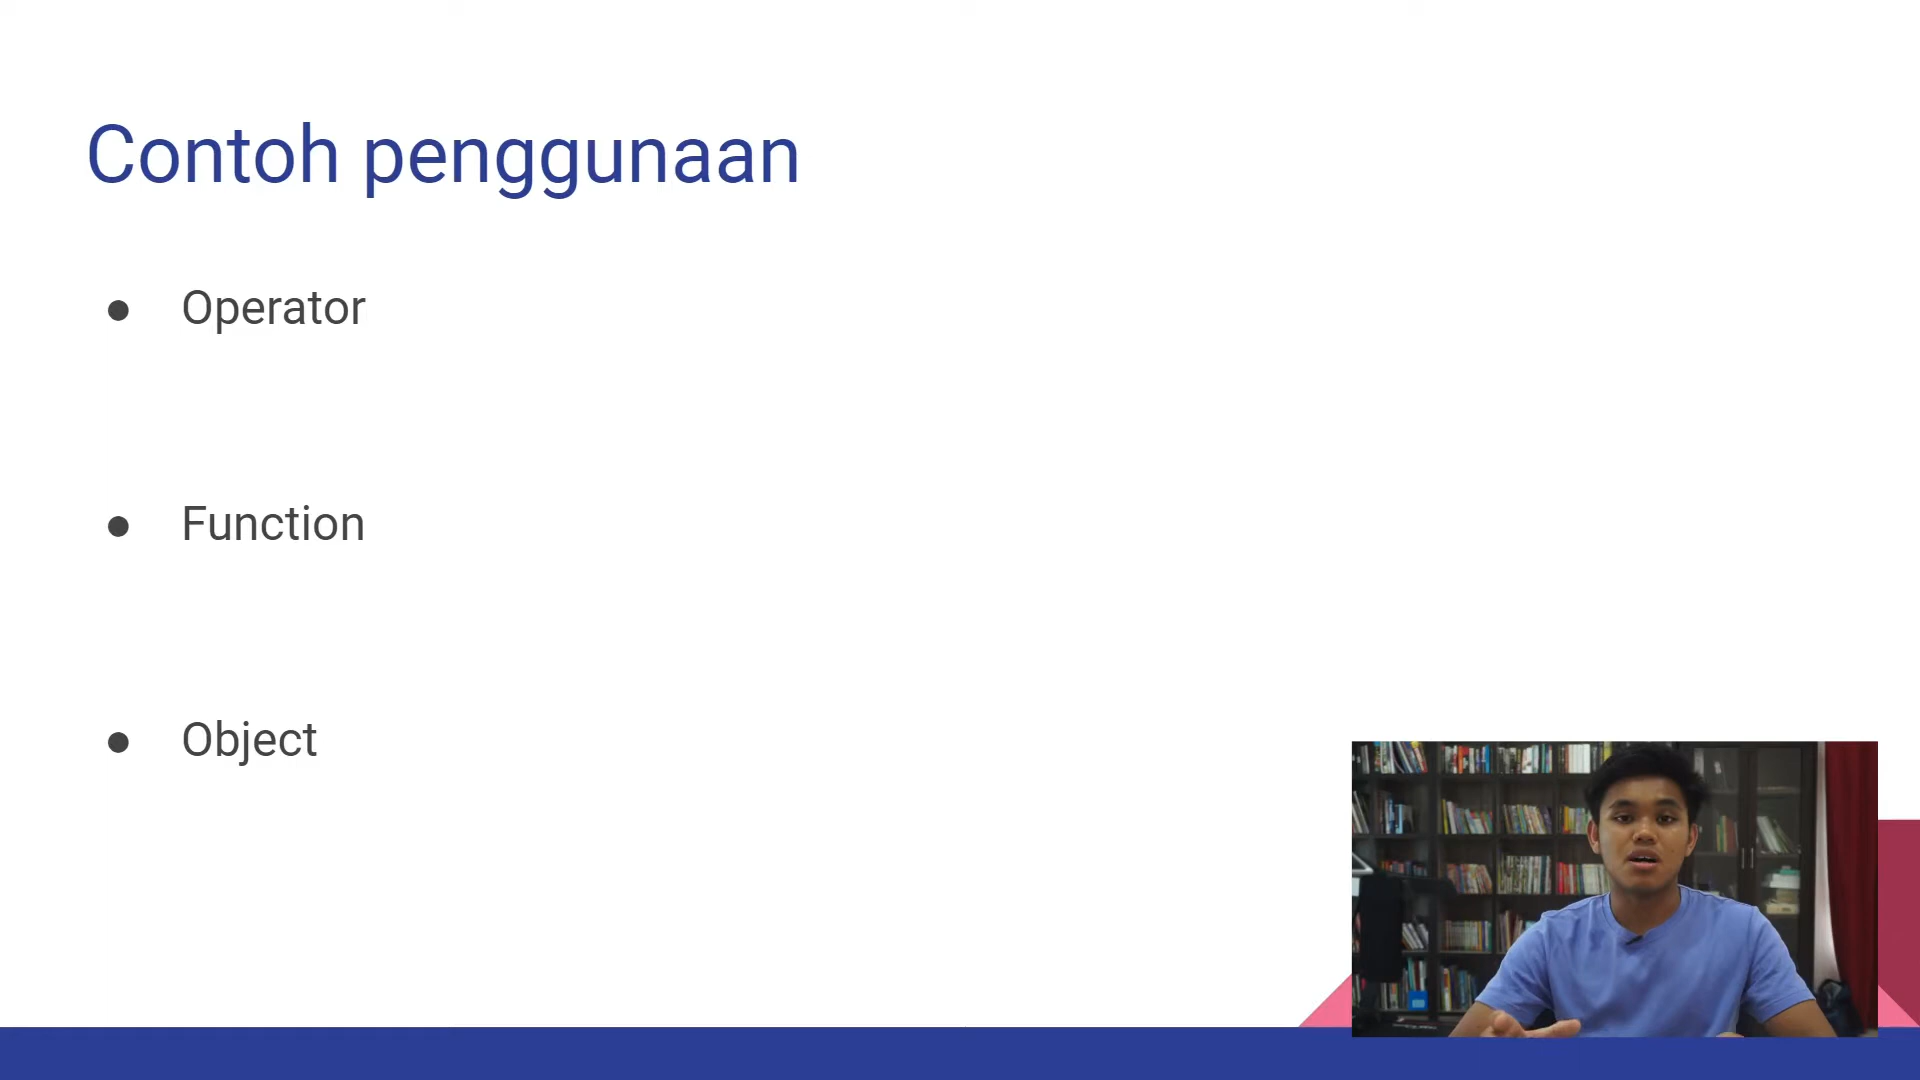 Contoh penggunaan
● Operator
● Function
● Object